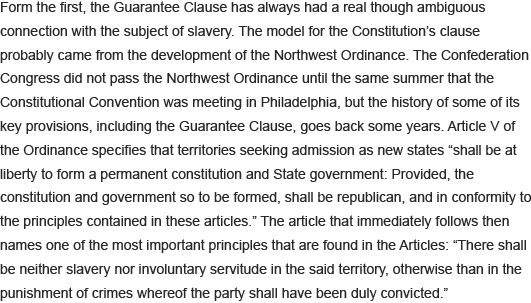 Form the first, the Guarantee Clause has always had a real though ambiguous
connection with the subject of slavery. The model for the Constitution’s clause
probably came from the development of the Northwest Ordinance. The Confederation
Congress did not pass the Northwest Ordinance until the same summer that the
Constitutional Convention was meeting in Philadelphia, but the history of some of its
key provisions, including the Guarantee Clause, goes back some years. Article V of
the Ordinance specifies that territories seeking admission as new states “shall be at
liberty to form a permanent constitution and State government: Provided, the
constitution and government so to be formed, shall be republican, and in conformity to
the principles contained in these articles.” The article that immediately follows then
names one of the most important principles that are found in the Articles: “There shall
be neither slavery nor involuntary servitude in the said territory, otherwise than in the
punishment of crimes whereof the party shall have been duly convicted.”